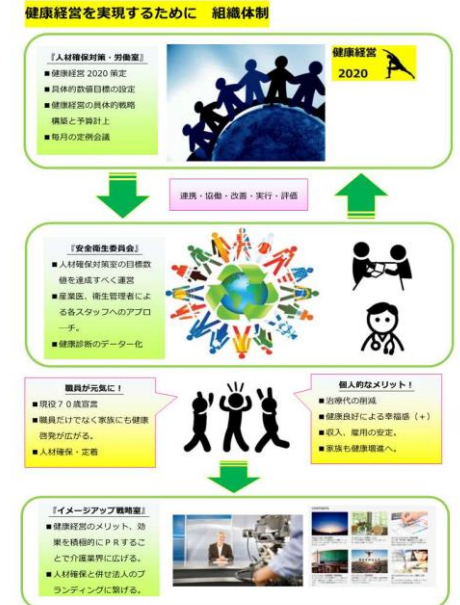 健康経営を実現するために　組織体制
『人材確保対策・労働室』
■健康経営 2020 策定
■具体的数値目標の設定
■健康経営の具体的戦略
構築と予算計上
■毎月の定例会議
健康経営
2020
連携・協働・改善・実行・評価
『安全衛生委員会』
■人材確保対策室の目標数
値を達成すべく運営
■産業医、衛生管理者によ
る各スタッフへのアプロ
ーチ。
■健康診断のデーター化
職員が元気に！
■現役７０歳宣言
■職員だけでなく家族にも健康
啓発が広がる。
■人材確保・定着
個人的なメリット！
■治療代の削減
■健康良好による幸福感（+）
■収入、雇用の安定。
■家族も健康増進へ。
『イメージアップ戦略室』
■健康経営のメリット、効
果を積極的にＰＲするこ
とで介護業界に広げる。
■人材確保と併せ法人のブ
ランディングに繋げる。